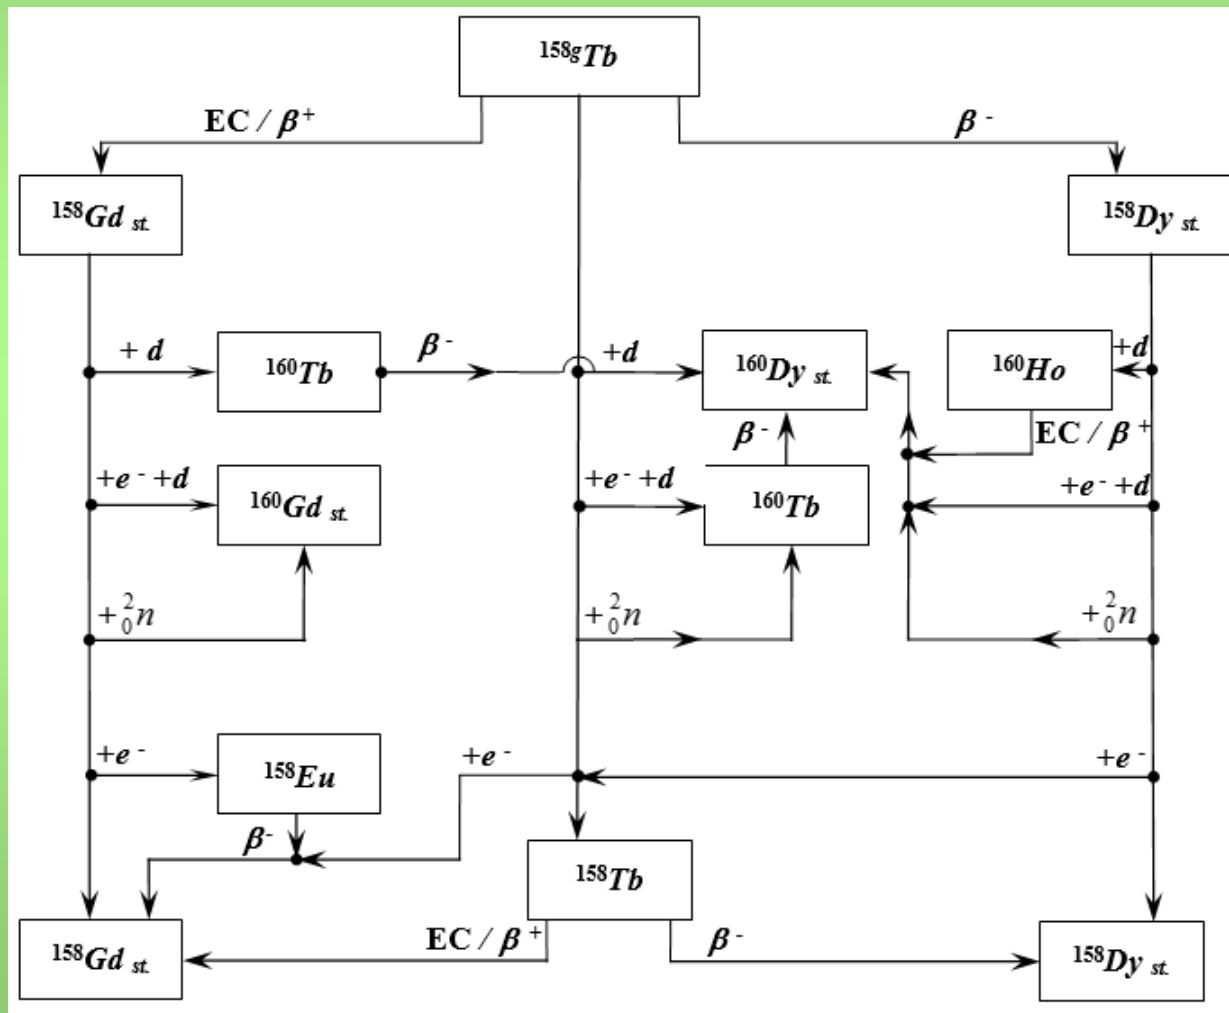 ¹⁵⁸ᵍTb
EC / β⁺
β⁻
¹⁵⁸Gd st.
¹⁵⁸Dy st.
+ d
¹⁶⁰Tb
β⁻
+d
¹⁶⁰Dy st.
¹⁶⁰Ho
+d
β⁻
EC / β⁺
+e⁻ +d
¹⁶⁰Gd st.
+e⁻ +d
¹⁶⁰Tb
+e⁻ +d
+²₀n
+²₀n
+²₀n
+e⁻
¹⁵⁸Eu
+e⁻
+e⁻
β⁻
¹⁵⁸Tb
¹⁵⁸Gd st.
EC / β⁺
β⁻
¹⁵⁸Dy st.